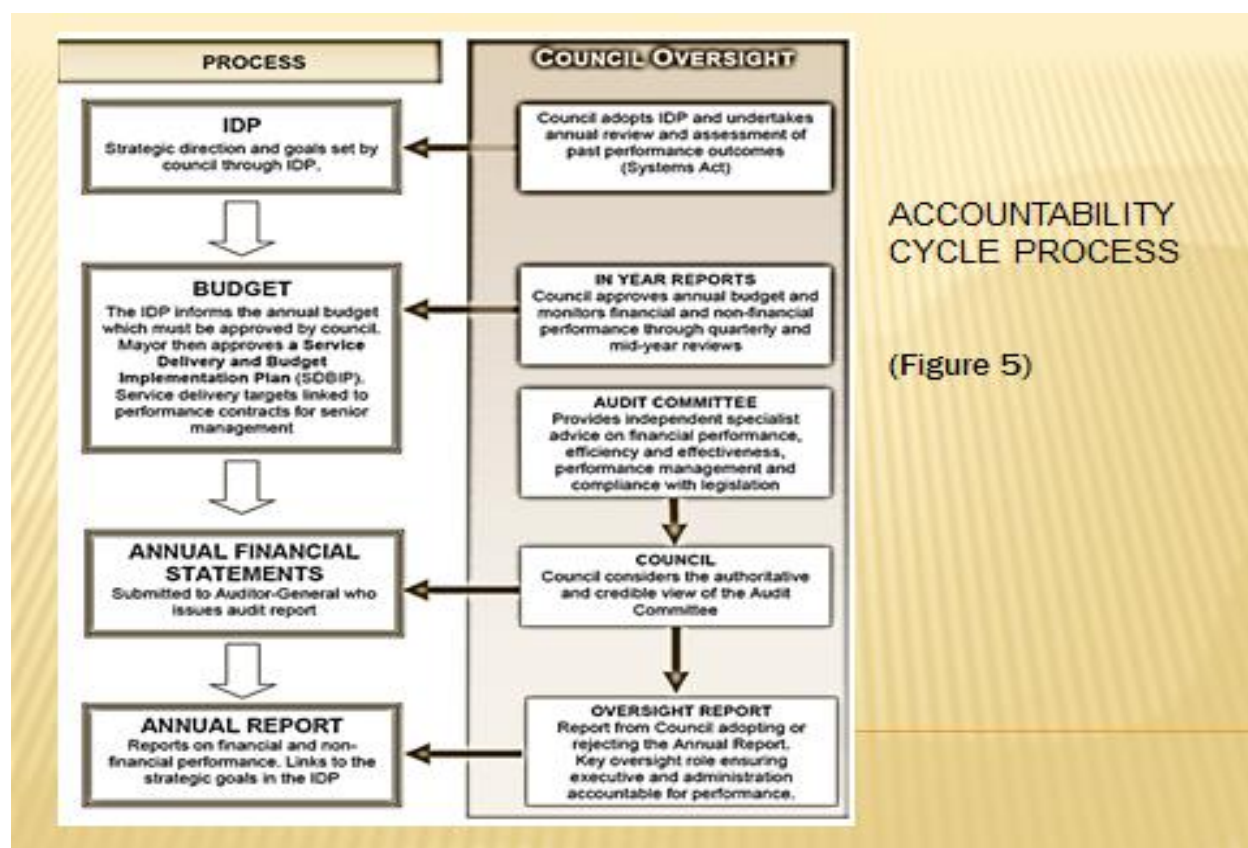 PROCESS
IDP
Strategic direction and goals set by
council through IDP.
BUDGET
The IDP informs the annual budget
which must be approved by council.
Mayor then approves a Service
Delivery and Budget
Implementation Plan (SDBIP).
Service delivery targets linked to
performance contracts for senior
management
ANNUAL FINANCIAL
STATEMENTS
Submitted to Auditor-General who
issues audit report
ANNUAL REPORT
Reports on financial and non-
financial performance. Links to the
strategic goals in the IDP
COUNCIL OVERSIGHT
Council adopts IDP and undertakes
annual review and assessment of
past performance outcomes
(Systems Act)
IN YEAR REPORTS
Council approves annual budget and
monitors financial and non-financial
performance through quarterly and
mid-year reviews
AUDIT COMMITTEE
Provides independent specialist
advice on financial performance,
efficiency and effectiveness,
performance management and
compliance with legislation
COUNCIL
Council considers the authoritative
and credible view of the Audit
Committee
OVERSIGHT REPORT
Report from Council adopting or
rejecting the Annual Report.
Key oversight role ensuring
executive and administration
accountable for performance.
ACCOUNTABILITY
CYCLE PROCESS
(Figure 5)